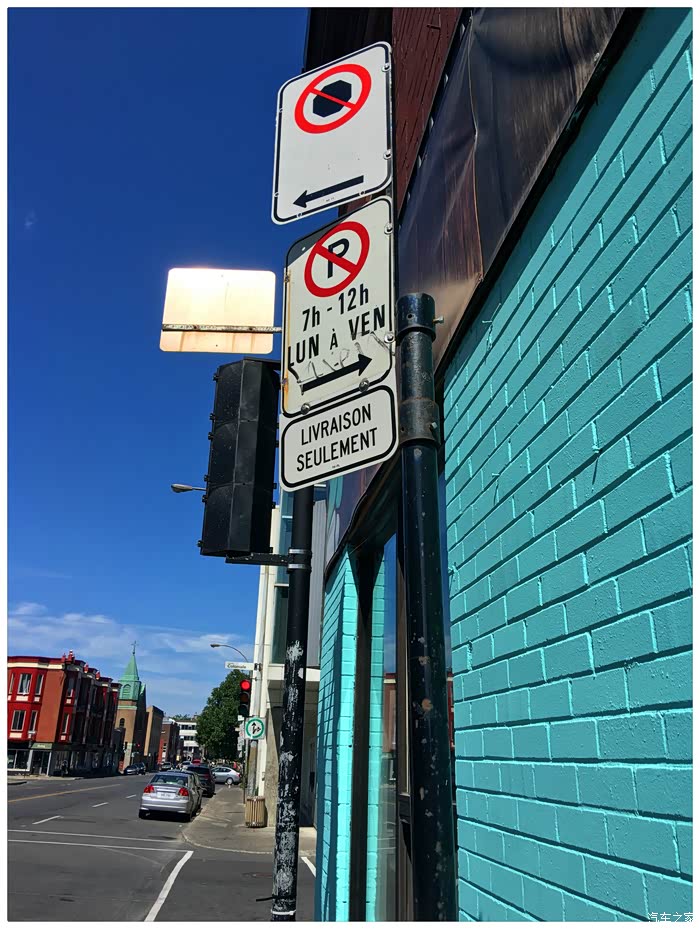 P
7h - 12h
LUN À VEN
LIVRAISON
SEULEMENT
汽车之家